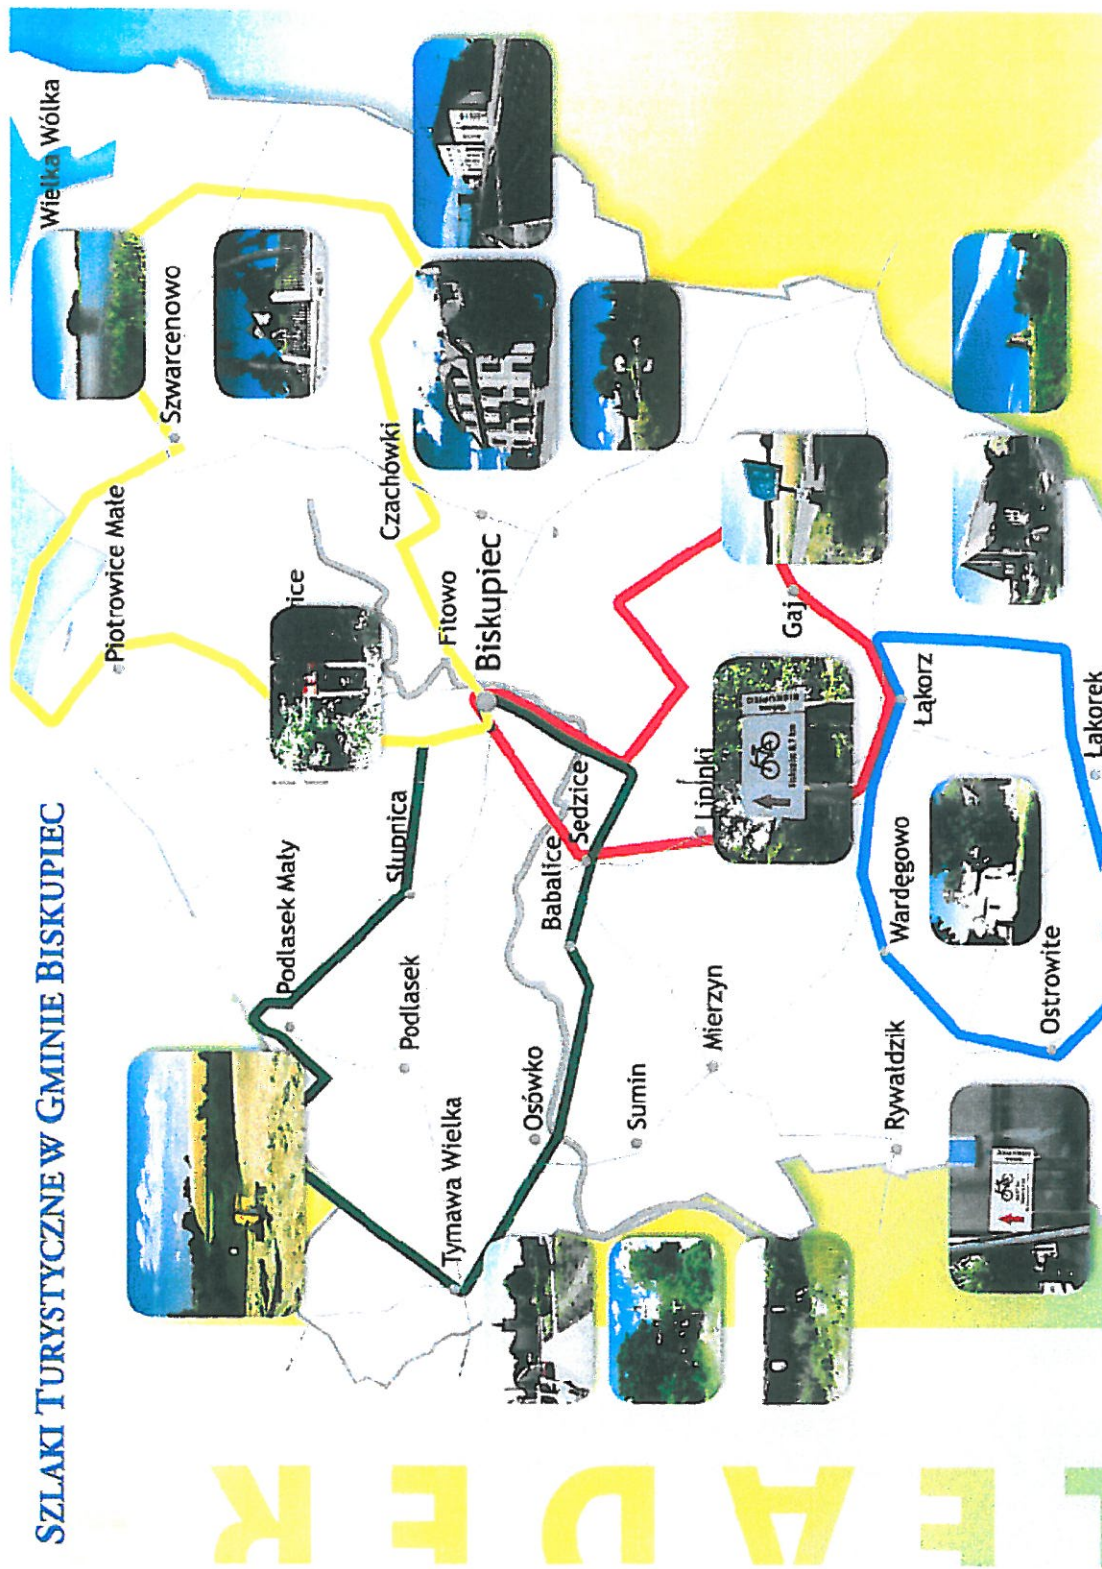 SZLAKI TURYSTYCZNE W GMINIE BISKUPIEC
Wielka Wólka
Piotrowice Małe
Szwarcenowo
Podlasek Mały
ice
Czachówki
Słupnica
Podlasek
Fitowo
Tymawa Wielka
Biskupiec
Osówko
Babalice
Sędzice
Sumin
Lipinki
Mierzyn
Gaj
Rywałdzik
Wardęgowo
Łąkorz
Ostrowite
Łąkorek
LEADER